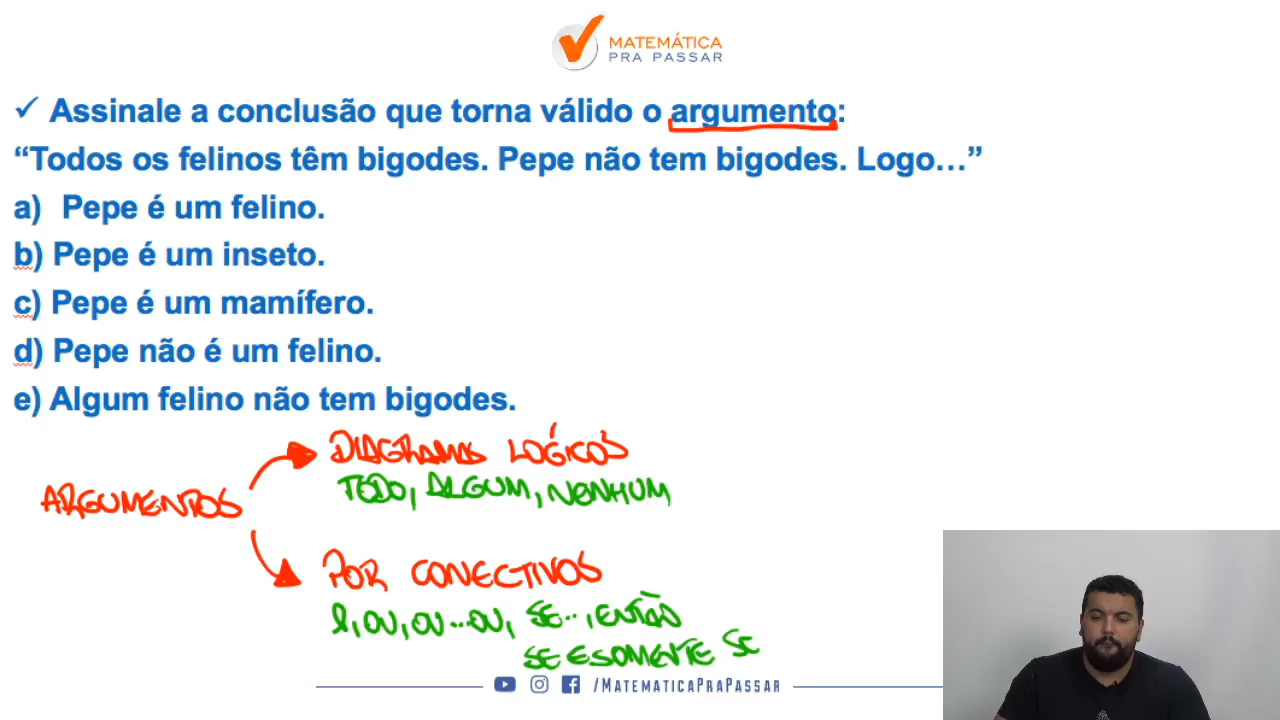 MATEMÁTICA
PRA PASSAR
✓ Assinale a conclusão que torna válido o argumento:
“Todos os felinos têm bigodes. Pepe não tem bigodes. Logo…”
a) Pepe é um felino.
b) Pepe é um inseto.
c) Pepe é um mamífero.
d) Pepe não é um felino.
e) Algum felino não tem bigodes.
DIAGRAMAS LÓGICOS
TODO, ALGUM, NENHUM
ARGUMENTOS
POR CONECTIVOS
E, OU, OU...OU, SE.., ENTÃO
SE E SOMENTE SE
/MATEMATICAPRAPASSAR